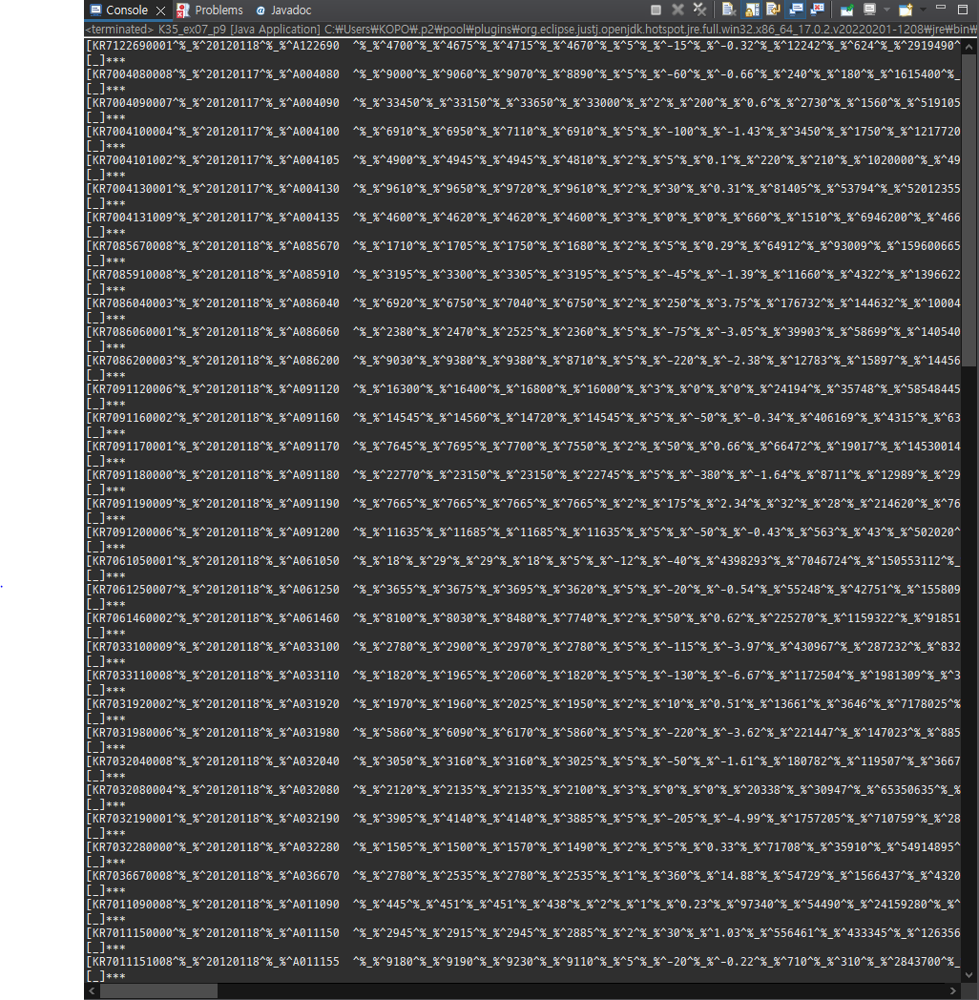 Console Problems Javadoc
<terminated> K35_ex07_p9 [Java Application] C:₩Users₩KOPO₩.p2₩pool₩plugins₩org.eclipse.justj.openjdk.hotspot.jre.full.win32.x86_64_17.0.2.v20220201-1208₩jre₩bin₩
[KR7122690001^%_%^20120118^%_%^A122690  ^%_%^4700^%_%^4675^%_%^4715^%_%^4670^%_%^5^%_%^-15^%_%^-0.32^%_%^12242^%_%^624^%_%^2919490^
[_]***
[KR7004080008^%_%^20120117^%_%^A004080  ^%_%^9000^%_%^9060^%_%^9070^%_%^8890^%_%^5^%_%^-60^%_%^-0.66^%_%^240^%_%^180^%_%^1615400^%_
[_]***
[KR7004090007^%_%^20120117^%_%^A004090  ^%_%^33450^%_%^33150^%_%^33650^%_%^33000^%_%^2^%_%^200^%_%^0.6^%_%^2730^%_%^1560^%_%^519105
[_]***
[KR7004100004^%_%^20120117^%_%^A004100  ^%_%^6910^%_%^6950^%_%^7110^%_%^6910^%_%^5^%_%^-100^%_%^-1.43^%_%^3450^%_%^1750^%_%^1217720
[_]***
[KR7004101002^%_%^20120117^%_%^A004105  ^%_%^4900^%_%^4945^%_%^4945^%_%^4810^%_%^2^%_%^5^%_%^0.1^%_%^220^%_%^210^%_%^1020000^%_%^49
[_]***
[KR7004130001^%_%^20120117^%_%^A004130  ^%_%^9610^%_%^9650^%_%^9720^%_%^9610^%_%^2^%_%^30^%_%^0.31^%_%^81405^%_%^53794^%_%^52012355
[_]***
[KR7004131009^%_%^20120117^%_%^A004135  ^%_%^4600^%_%^4620^%_%^4620^%_%^4600^%_%^3^%_%^0^%_%^0^%_%^660^%_%^1510^%_%^6946200^%_%^466
[_]***
[KR7085670008^%_%^20120118^%_%^A085670  ^%_%^1710^%_%^1705^%_%^1750^%_%^1680^%_%^2^%_%^5^%_%^0.29^%_%^64912^%_%^93009^%_%^159600665
[_]***
[KR7085910008^%_%^20120118^%_%^A085910  ^%_%^3195^%_%^3300^%_%^3305^%_%^3195^%_%^5^%_%^-45^%_%^-1.39^%_%^11660^%_%^4322^%_%^1396622
[_]***
[KR7086040003^%_%^20120118^%_%^A086040  ^%_%^6920^%_%^6750^%_%^7040^%_%^6750^%_%^2^%_%^250^%_%^3.75^%_%^176732^%_%^144632^%_%^10004
[_]***
[KR7086060001^%_%^20120118^%_%^A086060  ^%_%^2380^%_%^2470^%_%^2525^%_%^2360^%_%^5^%_%^-75^%_%^-3.05^%_%^39903^%_%^58699^%_%^140540
[_]***
[KR7086200003^%_%^20120118^%_%^A086200  ^%_%^9030^%_%^9380^%_%^9380^%_%^8710^%_%^5^%_%^-220^%_%^-2.38^%_%^12783^%_%^15897^%_%^14456
[_]***
[KR7091120006^%_%^20120118^%_%^A091120  ^%_%^16300^%_%^16400^%_%^16800^%_%^16000^%_%^3^%_%^0^%_%^0^%_%^24194^%_%^35748^%_%^58548445
[_]***
[KR7091160002^%_%^20120118^%_%^A091160  ^%_%^14545^%_%^14560^%_%^14720^%_%^14545^%_%^5^%_%^-50^%_%^-0.34^%_%^406169^%_%^4315^%_%^63
[_]***
[KR7091170001^%_%^20120118^%_%^A091170  ^%_%^7645^%_%^7695^%_%^7700^%_%^7550^%_%^2^%_%^50^%_%^0.66^%_%^66472^%_%^19017^%_%^14530014
[_]***
[KR7091180000^%_%^20120118^%_%^A091180  ^%_%^22770^%_%^23150^%_%^23150^%_%^22745^%_%^5^%_%^-380^%_%^-1.64^%_%^8711^%_%^12989^%_%^29
[_]***
[KR7091190009^%_%^20120118^%_%^A091190  ^%_%^7665^%_%^7665^%_%^7665^%_%^7665^%_%^2^%_%^175^%_%^2.34^%_%^32^%_%^28^%_%^214620^%_%^76
[_]***
[KR7091200006^%_%^20120118^%_%^A091200  ^%_%^11635^%_%^11685^%_%^11685^%_%^11635^%_%^5^%_%^-50^%_%^-0.43^%_%^563^%_%^43^%_%^502020^
[_]***
[KR7061050001^%_%^20120118^%_%^A061050  ^%_%^18^%_%^29^%_%^29^%_%^18^%_%^5^%_%^-12^%_%^-40^%_%^4398293^%_%^7046724^%_%^150553112^%_
[_]***
[KR7061250007^%_%^20120118^%_%^A061250  ^%_%^3655^%_%^3675^%_%^3695^%_%^3620^%_%^5^%_%^-20^%_%^-0.54^%_%^55248^%_%^42751^%_%^155809
[_]***
[KR7061460002^%_%^20120118^%_%^A061460  ^%_%^8100^%_%^8030^%_%^8480^%_%^7740^%_%^2^%_%^50^%_%^0.62^%_%^225270^%_%^1159322^%_%^91851
[_]***
[KR7033100009^%_%^20120118^%_%^A033100  ^%_%^2780^%_%^2900^%_%^2970^%_%^2780^%_%^5^%_%^-115^%_%^-3.97^%_%^430967^%_%^287232^%_%^832
[_]***
[KR7033110008^%_%^20120118^%_%^A033110  ^%_%^1820^%_%^1965^%_%^2060^%_%^1820^%_%^5^%_%^-130^%_%^-6.67^%_%^1172504^%_%^1981309^%_%^3
[_]***
[KR7031920002^%_%^20120118^%_%^A031920  ^%_%^1970^%_%^1960^%_%^2025^%_%^1950^%_%^2^%_%^10^%_%^0.51^%_%^13661^%_%^3646^%_%^7178025^%
[_]***
[KR7031980006^%_%^20120118^%_%^A031980  ^%_%^5860^%_%^6090^%_%^6170^%_%^5860^%_%^5^%_%^-220^%_%^-3.62^%_%^221447^%_%^147023^%_%^885
[_]***
[KR7032040008^%_%^20120118^%_%^A032040  ^%_%^3050^%_%^3160^%_%^3160^%_%^3025^%_%^5^%_%^-50^%_%^-1.61^%_%^180782^%_%^119507^%_%^3667
[_]***
[KR7032080004^%_%^20120118^%_%^A032080  ^%_%^2120^%_%^2135^%_%^2135^%_%^2100^%_%^3^%_%^0^%_%^0^%_%^20338^%_%^30947^%_%^65350635^%_%
[_]***
[KR7032190001^%_%^20120118^%_%^A032190  ^%_%^3905^%_%^4140^%_%^4140^%_%^3885^%_%^5^%_%^-205^%_%^-4.99^%_%^1757205^%_%^710759^%_%^28
[_]***
[KR7032280000^%_%^20120118^%_%^A032280  ^%_%^1505^%_%^1500^%_%^1570^%_%^1490^%_%^2^%_%^5^%_%^0.33^%_%^71708^%_%^35910^%_%^54914895^
[_]***
[KR7036670008^%_%^20120118^%_%^A036670  ^%_%^2780^%_%^2535^%_%^2780^%_%^2535^%_%^1^%_%^360^%_%^14.88^%_%^54729^%_%^1566437^%_%^4320
[_]***
[KR7011090008^%_%^20120118^%_%^A011090  ^%_%^445^%_%^451^%_%^451^%_%^438^%_%^2^%_%^1^%_%^0.23^%_%^97340^%_%^54490^%_%^24159280^%_%^
[_]***
[KR7011150000^%_%^20120118^%_%^A011150  ^%_%^2945^%_%^2915^%_%^2945^%_%^2885^%_%^2^%_%^30^%_%^1.03^%_%^556461^%_%^433345^%_%^126356
[_]***
[KR7011151008^%_%^20120118^%_%^A011155  ^%_%^9180^%_%^9190^%_%^9230^%_%^9110^%_%^5^%_%^-20^%_%^-0.22^%_%^710^%_%^310^%_%^2843700^%_
[_]***